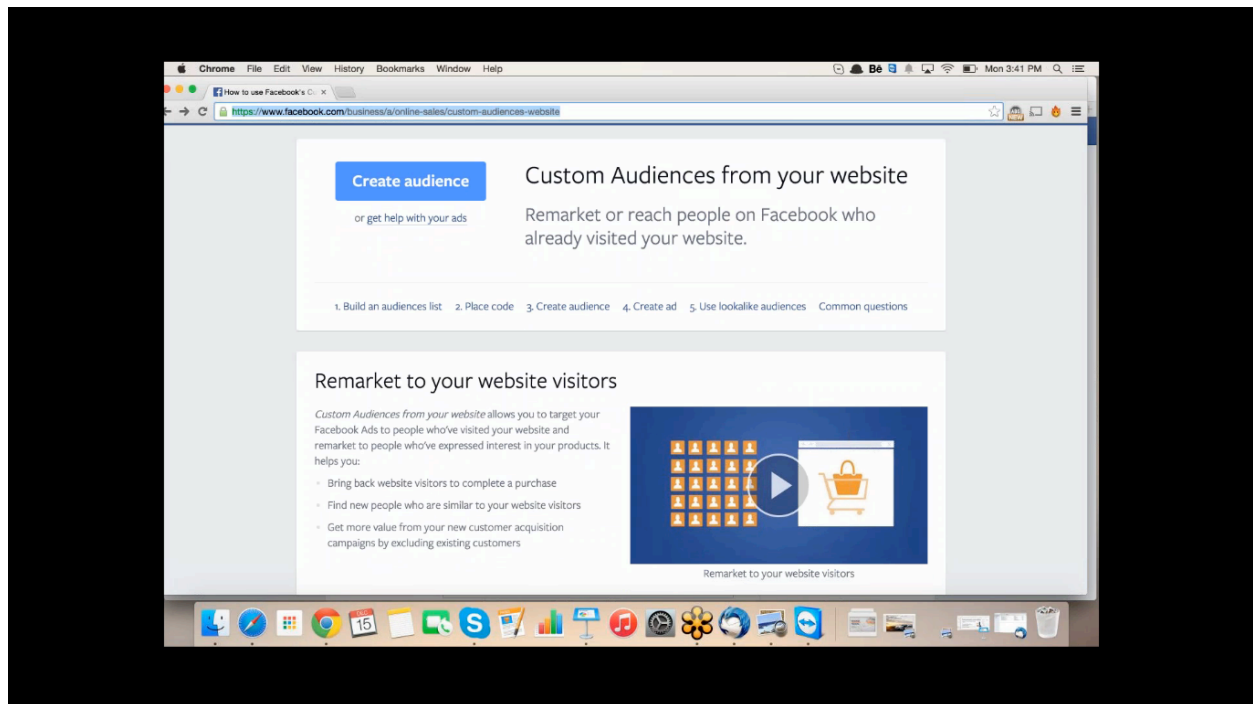 Chrome File Edit View History Bookmarks Window Help
Bē
Mon 3:41 PM
How to use Facebook's C
https://www.facebook.com/business/a/online-sales/custom-audiences-website
Create audience
or get help with your ads
Custom Audiences from your website
Remarket or reach people on Facebook who
already visited your website.
1. Build an audiences list 2. Place code 3. Create audience 4. Create ad 5. Use lookalike audiences Common questions
Remarket to your website visitors
Custom Audiences from your website allows you to target your
Facebook Ads to people who've visited your website and
remarket to people who've expressed interest in your products. It
helps you:
Bring back website visitors to complete a purchase
Find new people who are similar to your website visitors
Get more value from your new customer acquisition
campaigns by excluding existing customers
Remarket to your website visitors
DEC
15